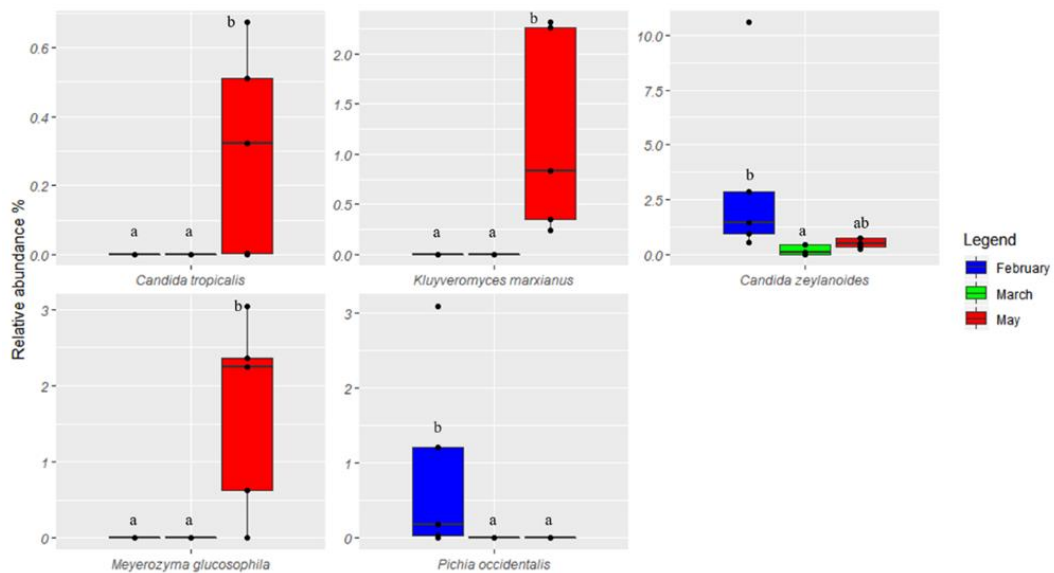 Relative abundance %
0.6
0.4
0.2
0.0
a
a
b
Candida tropicalis
2.0
1.5
1.0
0.5
0.0
a
a
b
Kluyveromyces marxianus
10.0
7.5
5.0
2.5
0.0
b
a
ab
Candida zeylanoides
3
2
1
0
a
a
b
Meyerozyma glucosophila
3
2
1
0
b
a
a
Pichia occidentalis
Legend
February
March
May